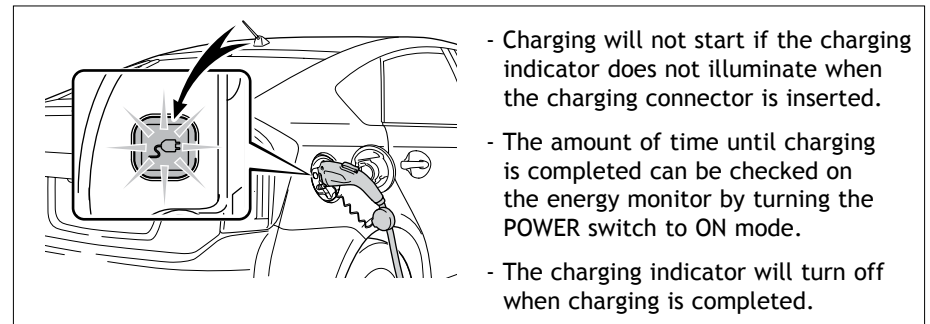 - Charging will not start if the charging
indicator does not illuminate when
the charging connector is inserted.
- The amount of time until charging
is completed can be checked on
the energy monitor by turning the
POWER switch to ON mode.
- The charging indicator will turn off
when charging is completed.